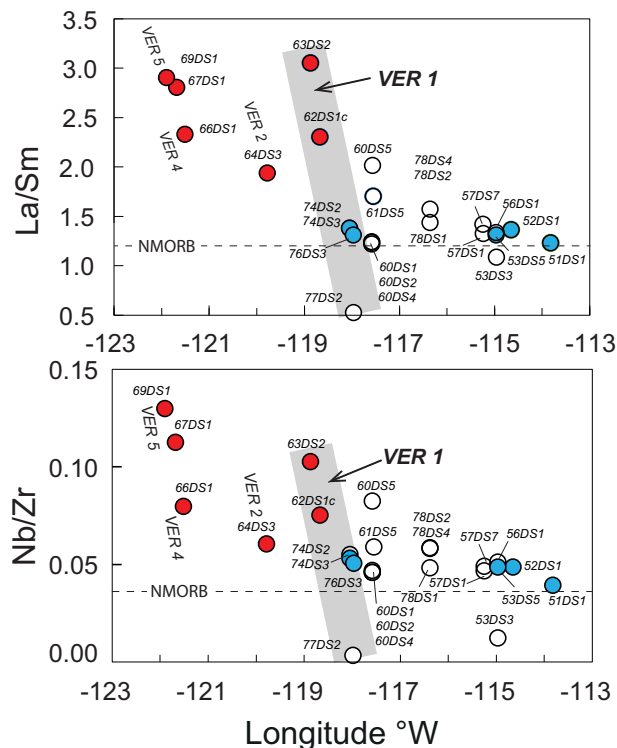 3.5
3.0
2.5
2.0
1.5
1.0
0.5
La/Sm
63DS2
69DS1
VER 5
67DS1
VER 1
66DS1
VER 4
VER 2
62DS1c
64DS3
60DS5
78DS4
78DS2
74DS2
74DS3
61DS5
57DS7
56DS1
52DS1
NMORB
76DS3
78DS1
57DS1
53DS5
51DS1
60DS1
60DS2
60DS4
53DS3
77DS2
-123 -121 -119 -117 -115 -113
0.15
0.10
0.05
0.00
Nb/Zr
69DS1
VER 5
67DS1
63DS2
VER 1
66DS1
VER 4
VER 2
62DS1c
60DS5
64DS3
74DS2
74DS3
61DS5
78DS2
78DS4
57DS7
56DS1
76DS3
52DS1
NMORB
78DS1
57DS1
53DS5
51DS1
60DS1
60DS2
60DS4
53DS3
77DS2
-123 -121 -119 -117 -115 -113
Longitude °W